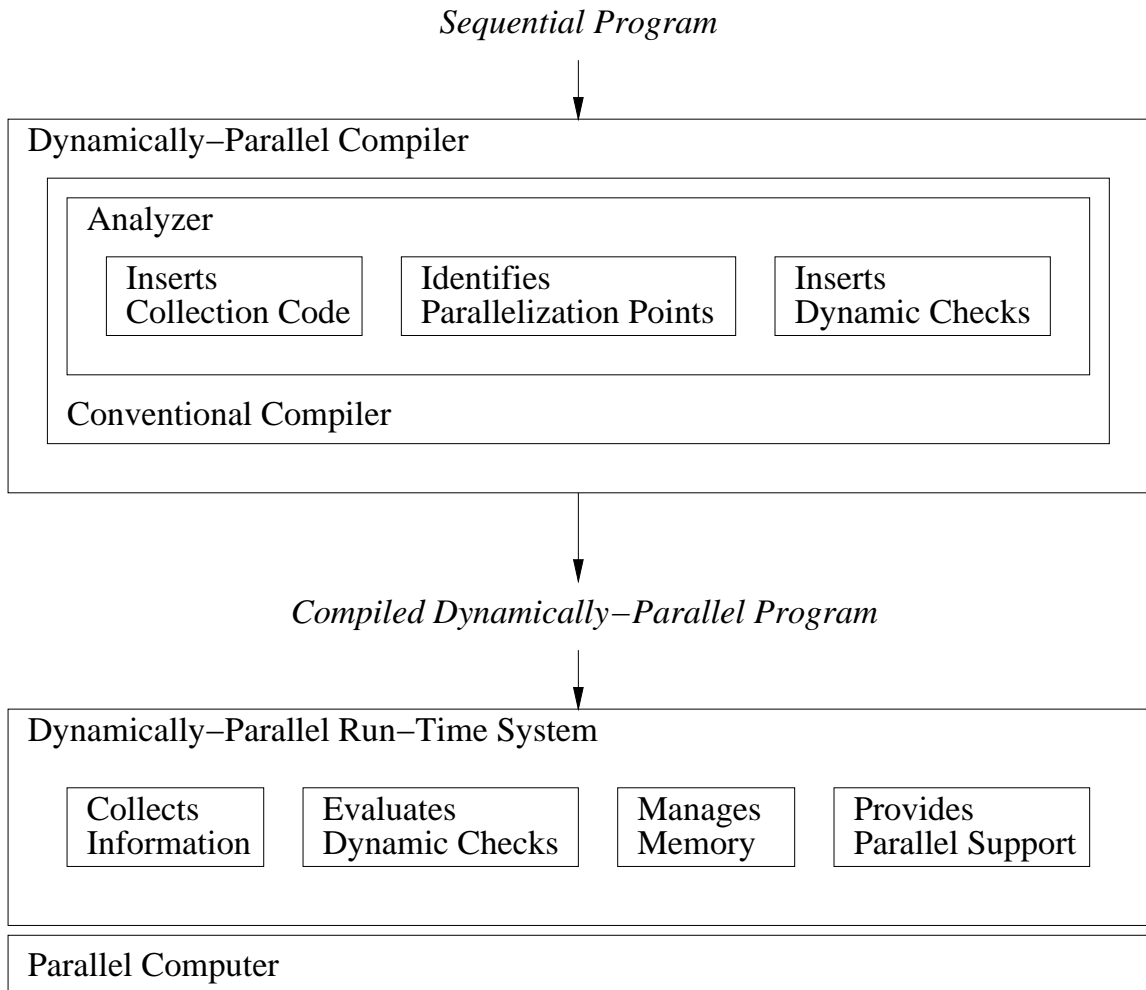 Sequential Program
Dynamically−Parallel Compiler
Analyzer
Inserts
Collection Code
Identifies
Parallelization Points
Inserts
Dynamic Checks
Conventional Compiler
Compiled Dynamically−Parallel Program
Dynamically−Parallel Run−Time System
Collects
Information
Evaluates
Dynamic Checks
Manages
Memory
Provides
Parallel Support
Parallel Computer